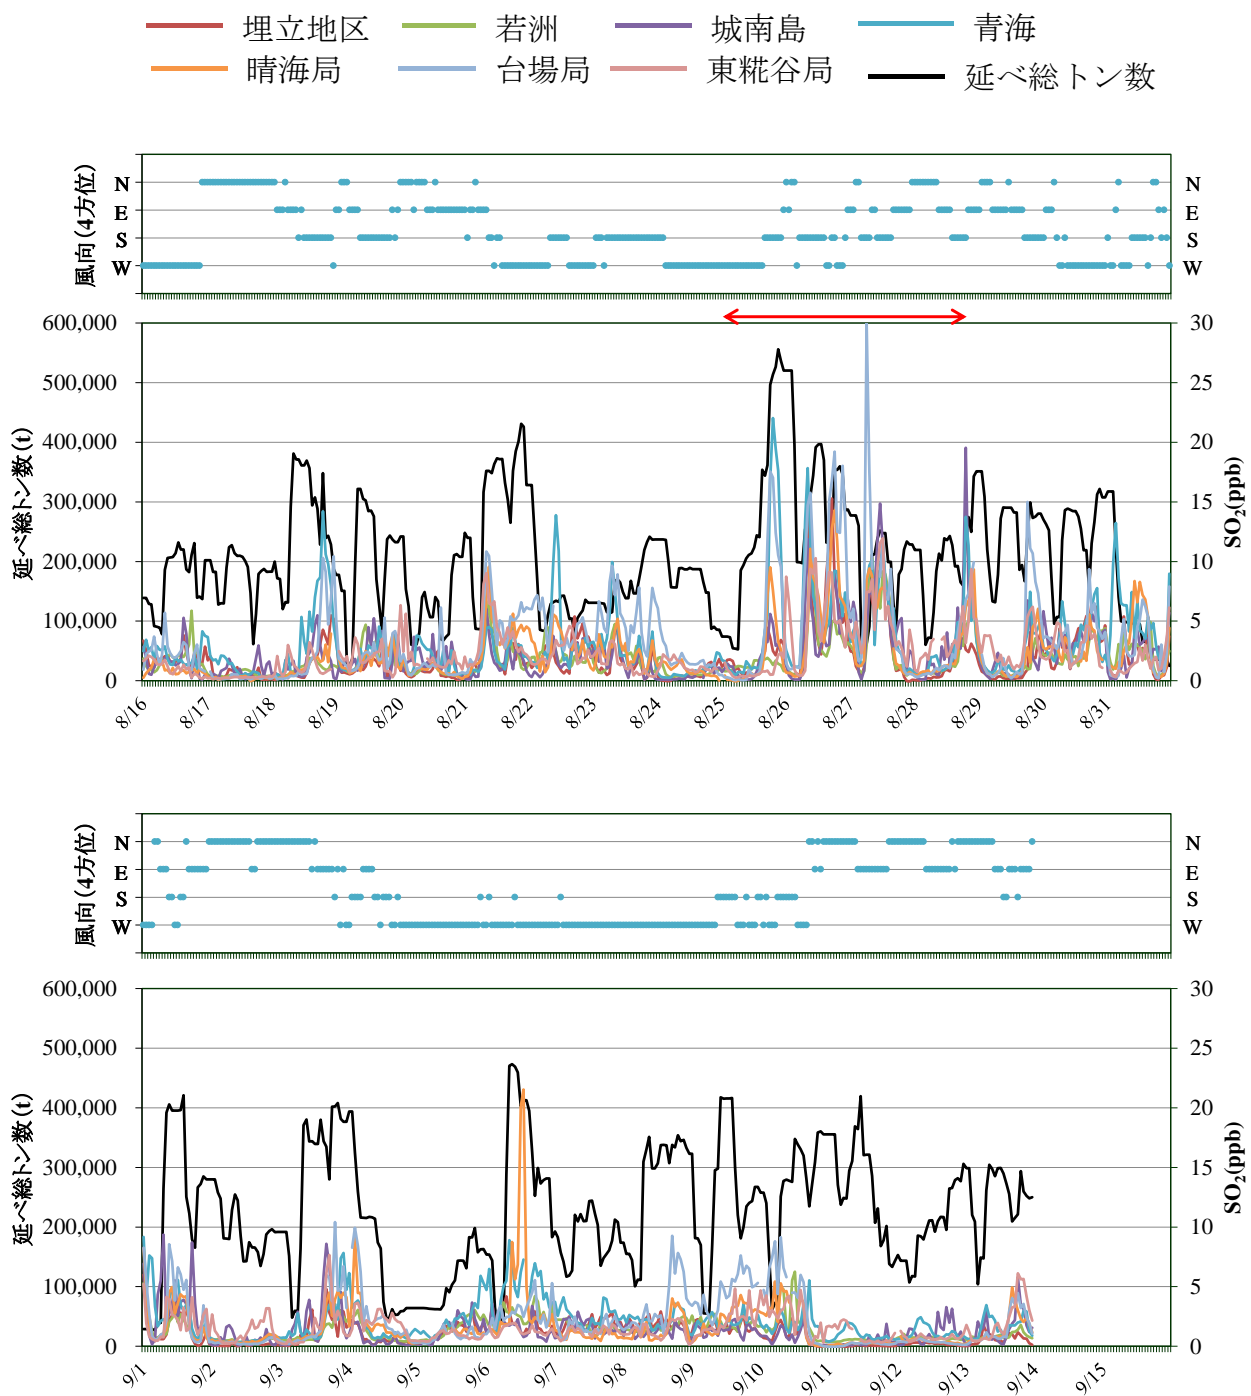 埋立地区 若洲 城南島 青海
晴海局 台場局 東糀谷局 延べ総トン数
風向(4方位)
N N
E E
S S
W W
600,000 30
500,000 25
400,000 20
300,000 15
200,000 10
100,000 5
0 0
延べ総トン数(t)
SO2(ppb)
8/16 8/17 8/18 8/19 8/20 8/21 8/22 8/23 8/24 8/25 8/26 8/27 8/28 8/29 8/30 8/31
風向(4方位)
N N
E E
S S
W W
600,000 30
500,000 25
400,000 20
300,000 15
200,000 10
100,000 5
0 0
延べ総トン数(t)
SO2(ppb)
9/1 9/2 9/3 9/4 9/5 9/6 9/7 9/8 9/9 9/10 9/11 9/12 9/13 9/14 9/15